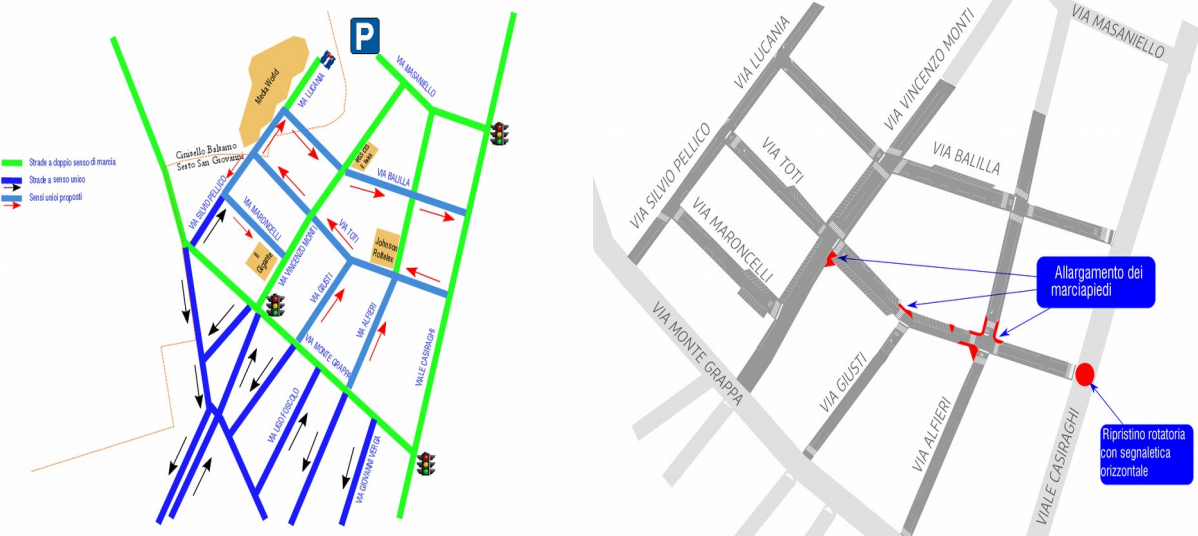 P
VIA MASANIELLO
Media World
VIA LUCANIA
Cinisello Balsamo
Sesto San Giovanni
Strade a doppio senso di marcia
Strade a senso unico
Sensi unici proposti
VIA SILVIO PELLICO
VIA BALILLA
VIA MARONCELLI
VIA TOTI
Il
Gigante
VIA VINCENZO MONTI
Johnson
VIA GIUSTI
VIA ALFIERI
VIA MONTE GRAPPA
VIALE CASIRAGHI
VIA UGO FOSCOLO
VIA GIOVANNI VERGA
VIA LUCANIA
VIA VINCENZO MONTI
VIA MASANIELLO
VIA SILVIO PELLICO
VIA TOTI
VIA BALILLA
VIA MARONCELLI
Allargamento dei
marciapiedi
VIA MONTE GRAPPA
VIA GIUSTI
VIA ALFIERI
VIALE CASIRAGHI
Ripristino rotatoria
con segnaletica
orizzontale